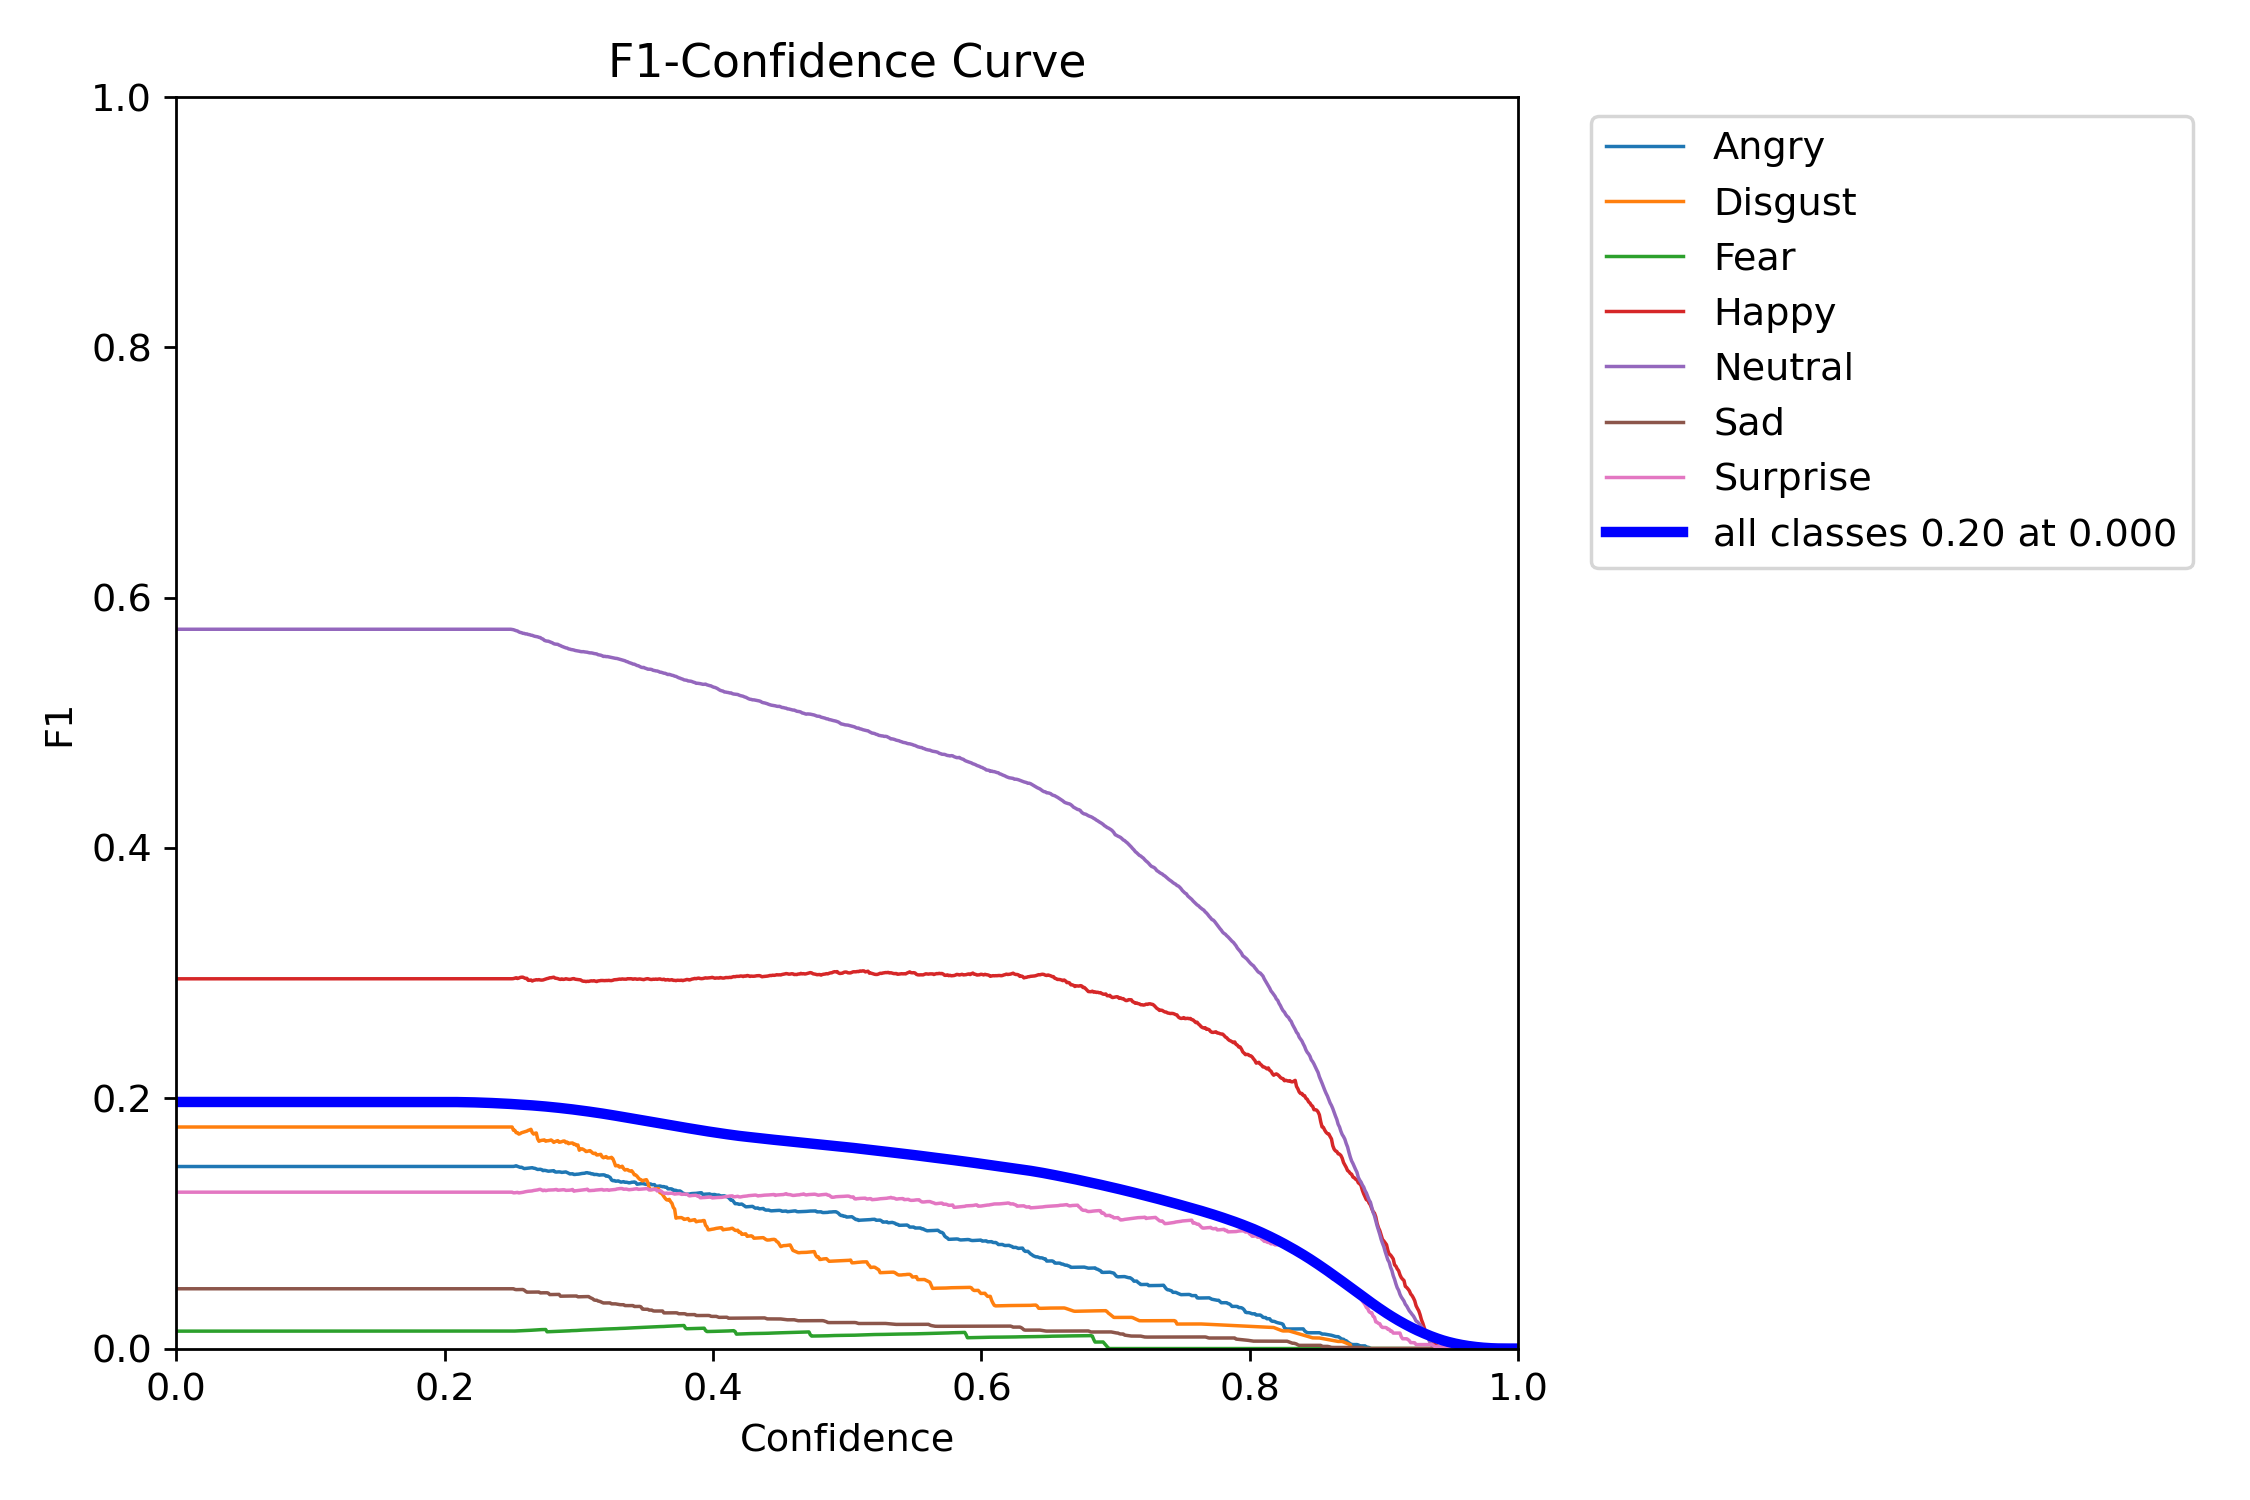 F1-Confidence Curve
1.0
0.8
0.6
0.4
0.2
0.0
F1
0.0 0.2 0.4 0.6 0.8 1.0
Confidence
Angry
Disgust
Fear
Happy
Neutral
Sad
Surprise
all classes 0.20 at 0.000